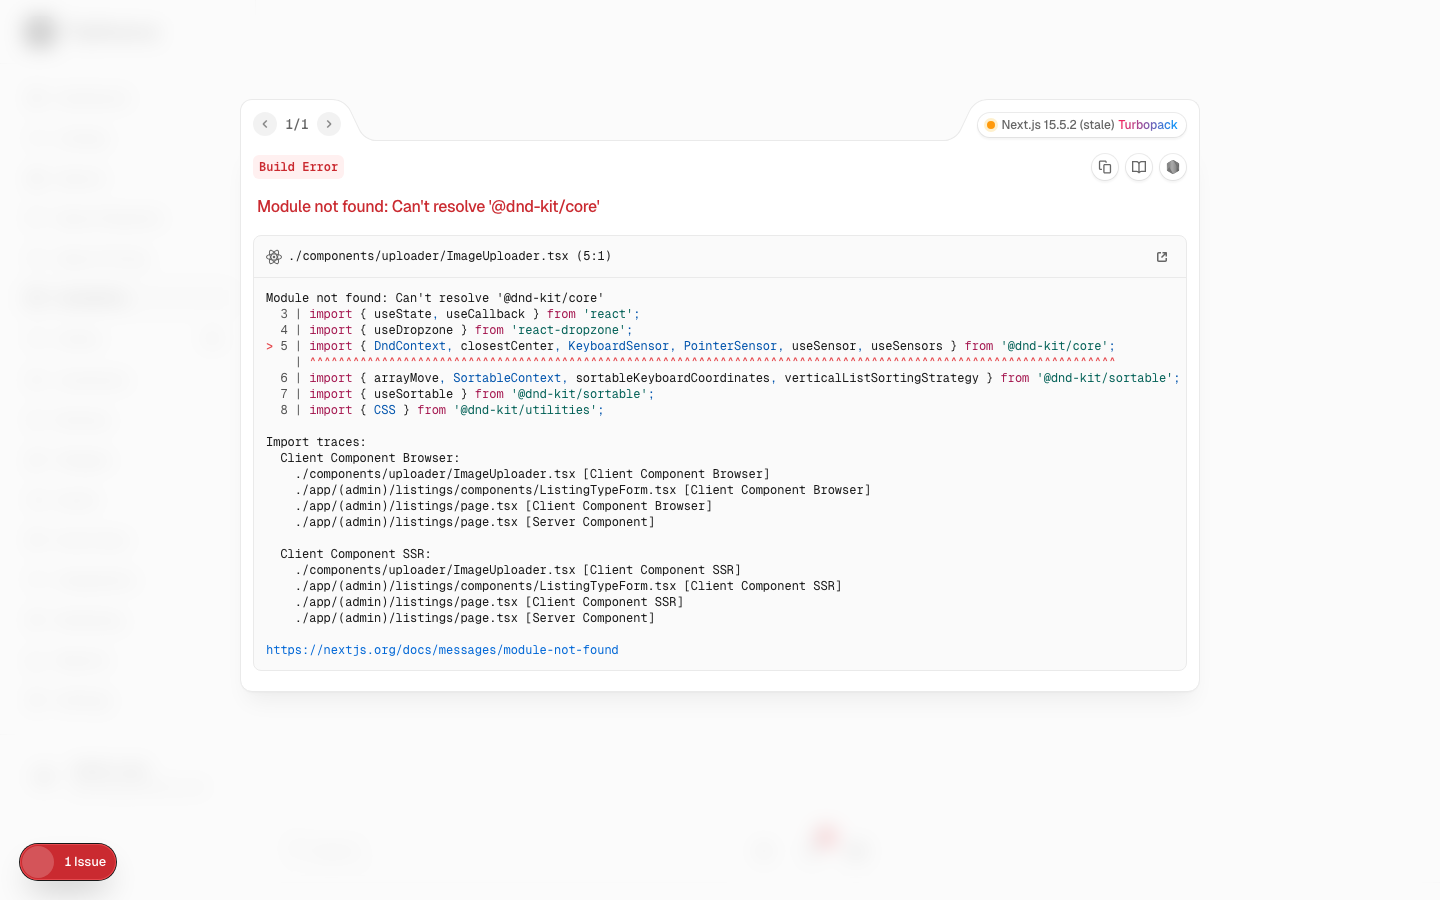 1/1
Next.js 15.5.2 (stale) Turbopack
Build Error
Module not found: Can't resolve '@dnd-kit/core'
./components/uploader/ImageUploader.tsx (5:1)
Module not found: Can't resolve '@dnd-kit/core'
  3 | import { useState, useCallback } from 'react';
  4 | import { useDropzone } from 'react-dropzone';
> 5 | import { DndContext, closestCenter, KeyboardSensor, PointerSensor, useSensor, useSensors } from '@dnd-kit/core';
    | ^^^^^^^^^^^^^^^^^^^^^^^^^^^^^^^^^^^^^^^^^^^^^^^^^^^^^^^^^^^^^^^^^^^^^^^^^^^^^^^^^^^^^^^^^^^^^^^^^^^^^^^^^^^^^^^^
  6 | import { arrayMove, SortableContext, sortableKeyboardCoordinates, verticalListSortingStrategy } from '@dnd-kit/sortable';
  7 | import { useSortable } from '@dnd-kit/sortable';
  8 | import { CSS } from '@dnd-kit/utilities';
Import traces:
  Client Component Browser:
    ./components/uploader/ImageUploader.tsx [Client Component Browser]
    ./app/(admin)/listings/components/ListingTypeForm.tsx [Client Component Browser]
    ./app/(admin)/listings/page.tsx [Client Component Browser]
    ./app/(admin)/listings/page.tsx [Server Component]
  Client Component SSR:
    ./components/uploader/ImageUploader.tsx [Client Component SSR]
    ./app/(admin)/listings/components/ListingTypeForm.tsx [Client Component SSR]
    ./app/(admin)/listings/page.tsx [Client Component SSR]
    ./app/(admin)/listings/page.tsx [Server Component]
https://nextjs.org/docs/messages/module-not-found
1 Issue